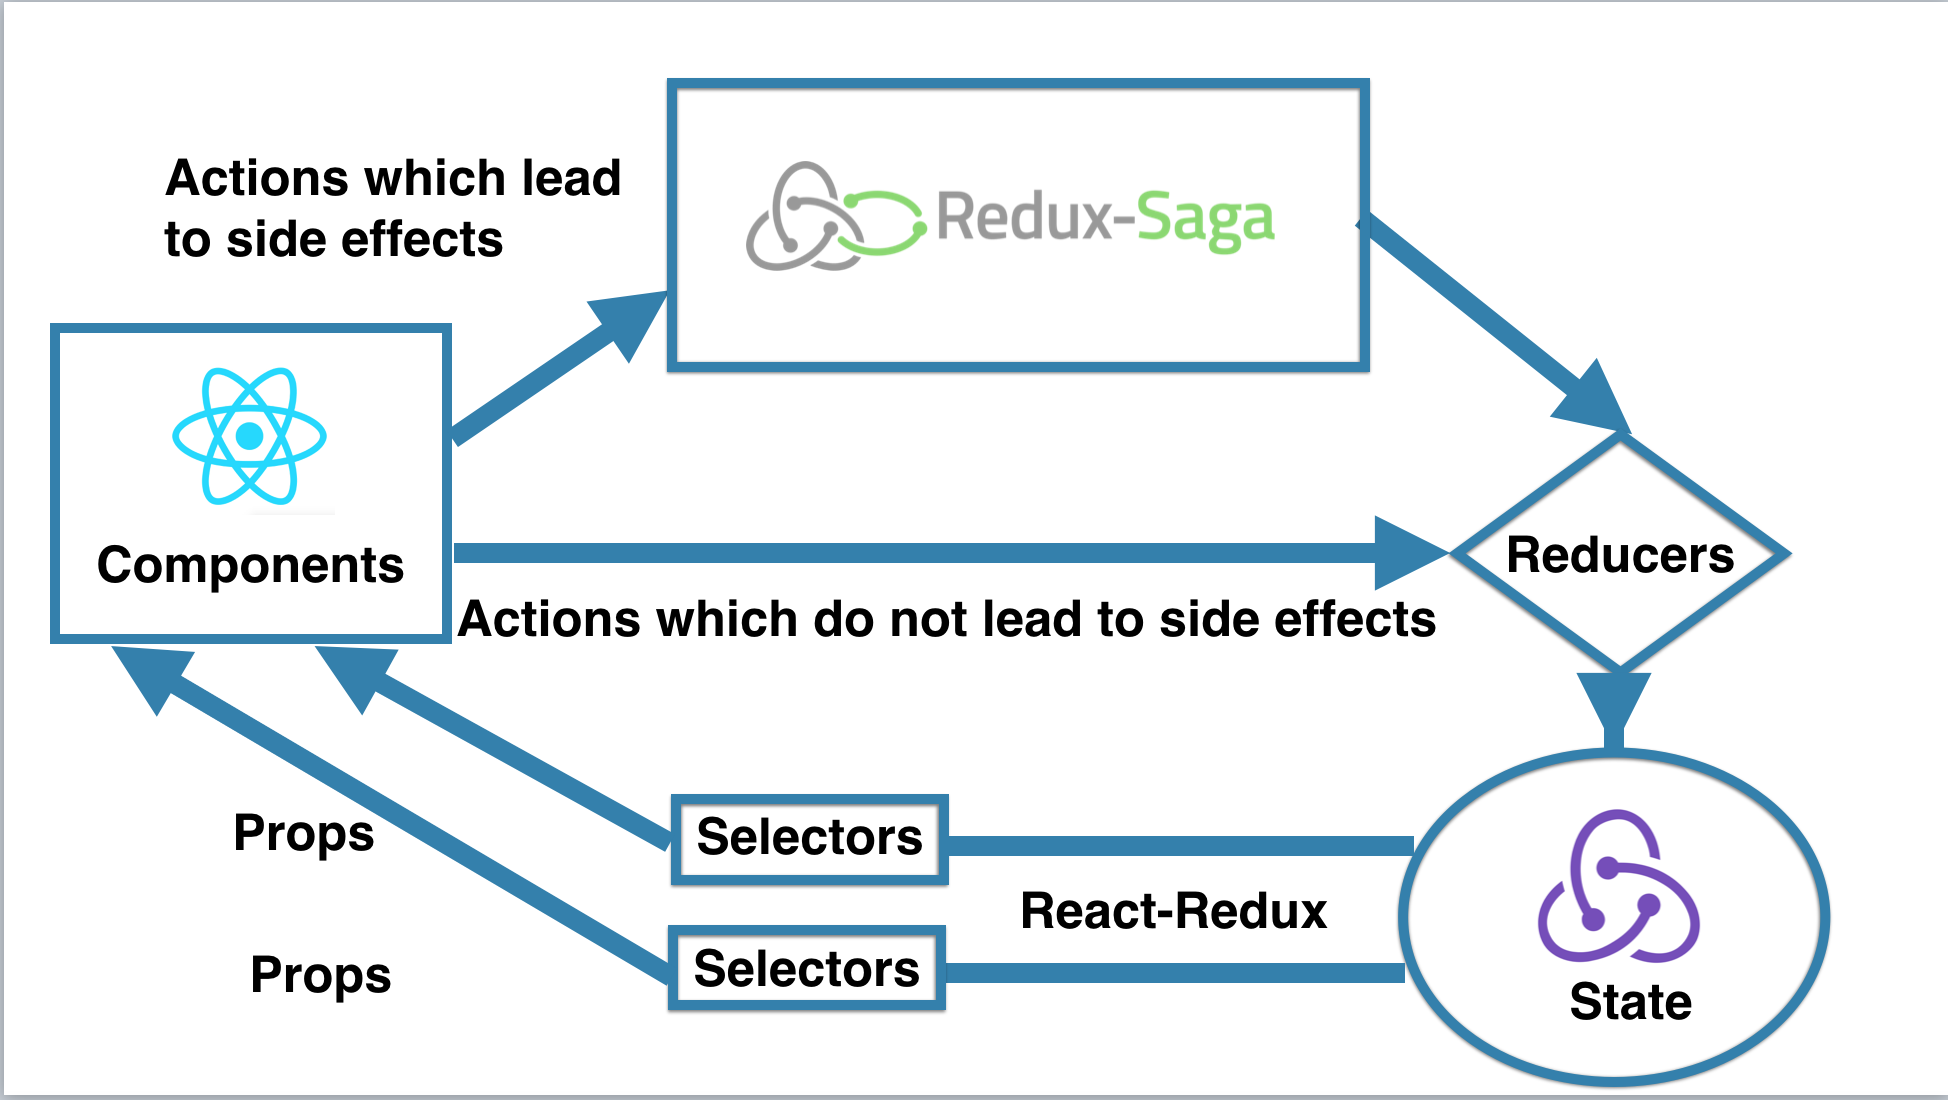 Actions which lead
to side effects
Redux-Saga
Components
Reducers
Actions which do not lead to side effects
Props
Selectors
React-Redux
Props
Selectors
State